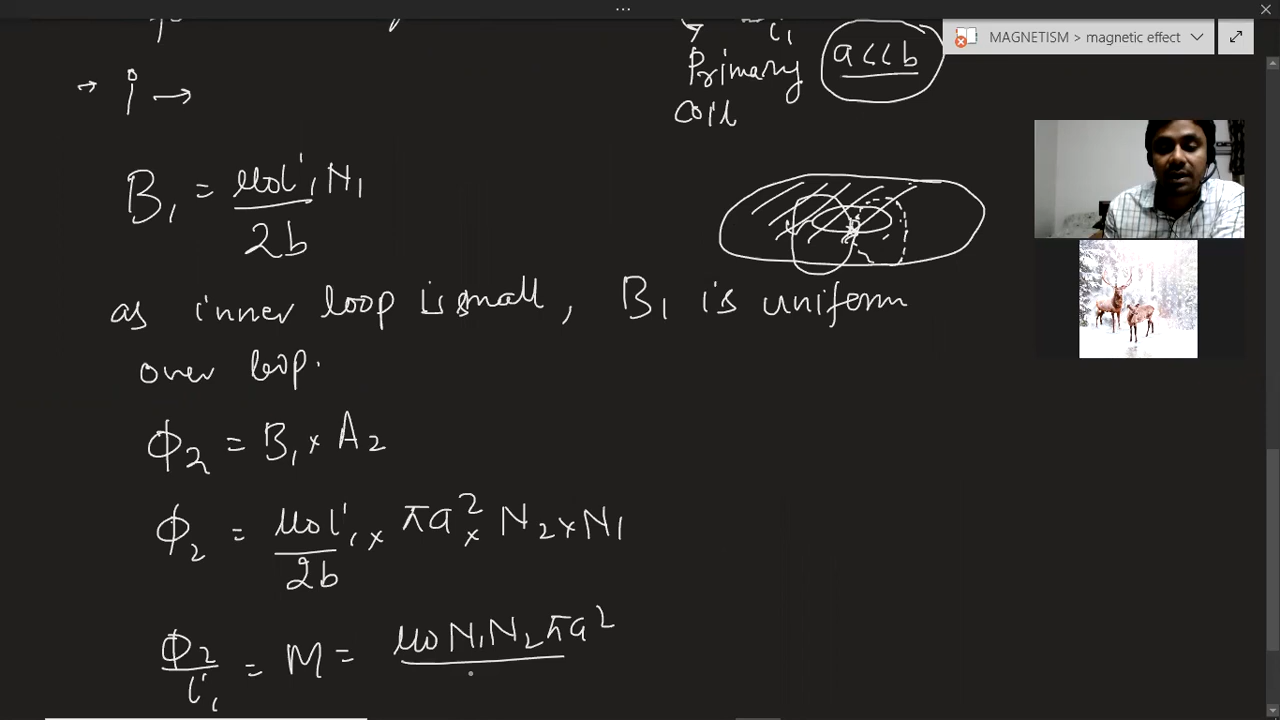 MAGNETISM > magnetic effect
i₁
Primary
coil
a<<b
→ i →
B₁ = μ₀i₁N₁ / 2b
as inner loop is small, B₁ is uniform
over loop.
Φ₂ = B₁ × A₂
Φ₂ = μ₀i₁ / 2b × πa² × N₂ × N₁
Φ₂ / i₁ = M = μ₀N₁N₂πa²